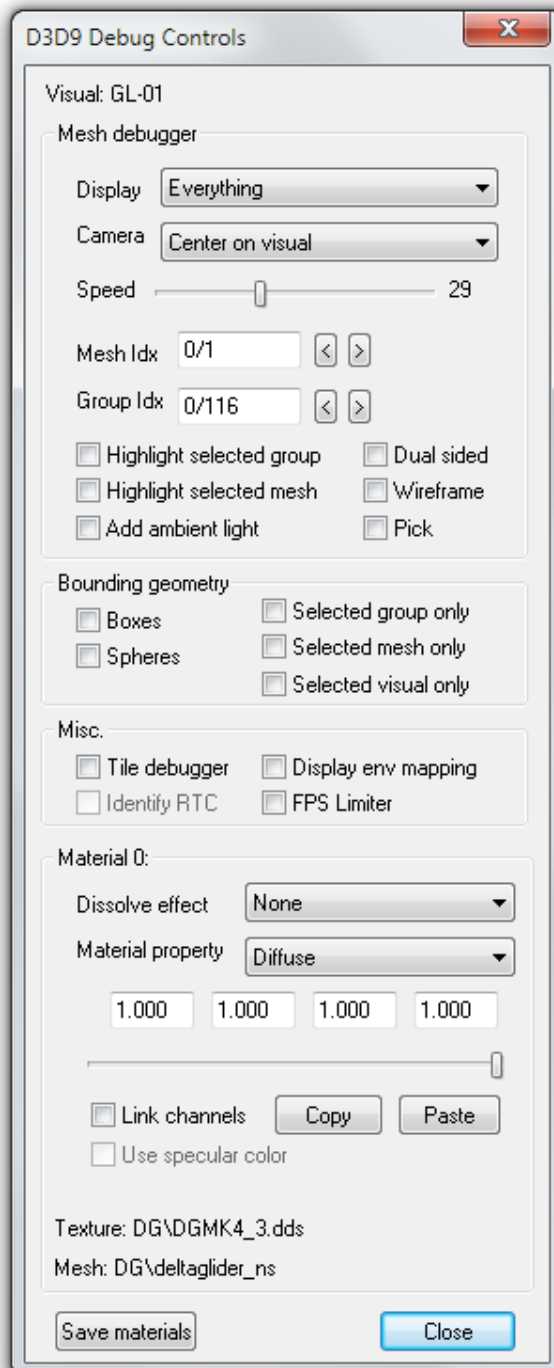 D3D9 Debug Controls
Visual: GL-01
Mesh debugger
Display Everything
Camera Center on visual
Speed 29
Mesh Idx 0/1 < >
Group Idx 0/116 < >
Highlight selected group Dual sided
Highlight selected mesh Wireframe
Add ambient light Pick
Bounding geometry
Boxes Selected group only
Spheres Selected mesh only
Selected visual only
Misc.
Tile debugger Display env mapping
Identify RTC FPS Limiter
Material 0:
Dissolve effect None
Material property Diffuse
1.000 1.000 1.000 1.000
Link channels Copy Paste
Use specular color
Texture: DG\DGMK4_3.dds
Mesh: DG\deltaglider_ns
Save materials Close